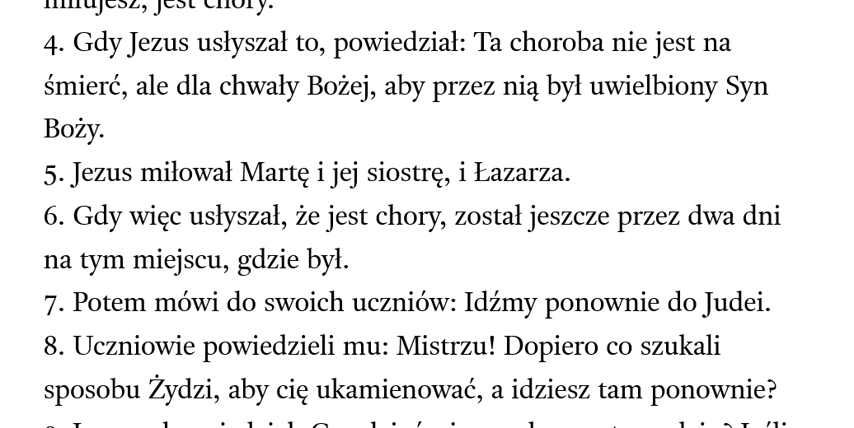 miłujesz, jest chory.
4. Gdy Jezus usłyszał to, powiedział: Ta choroba nie jest na
śmierć, ale dla chwały Bożej, aby przez nią był uwielbiony Syn
Boży.
5. Jezus miłował Martę i jej siostrę, i Łazarza.
6. Gdy więc usłyszał, że jest chory, został jeszcze przez dwa dni
na tym miejscu, gdzie był.
7. Potem mówi do swoich uczniów: Idźmy ponownie do Judei.
8. Uczniowie powiedzieli mu: Mistrzu! Dopiero co szukali
sposobu Żydzi, aby cię ukamienować, a idziesz tam ponownie?